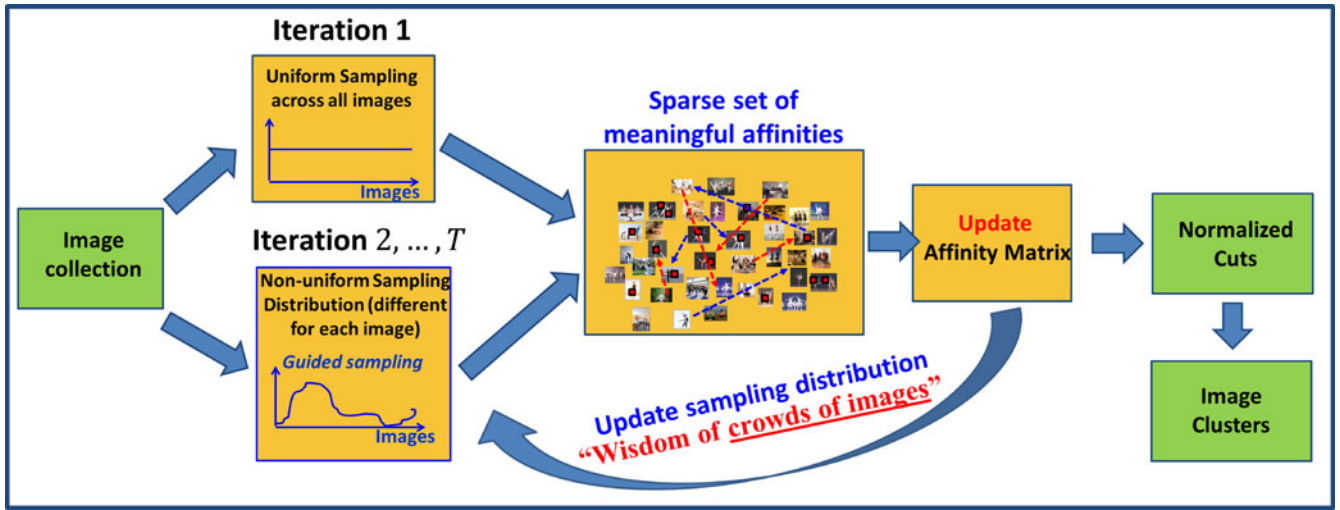 Iteration 1
Uniform Sampling
across all images
Images
Image
collection
Iteration 2, ... , T
Non-uniform Sampling
Distribution (different
for each image)
Guided sampling
Images
Sparse set of
meaningful affinities
Update
Affinity Matrix
Update sampling distribution
“Wisdom of crowds of images”
Normalized
Cuts
Image
Clusters